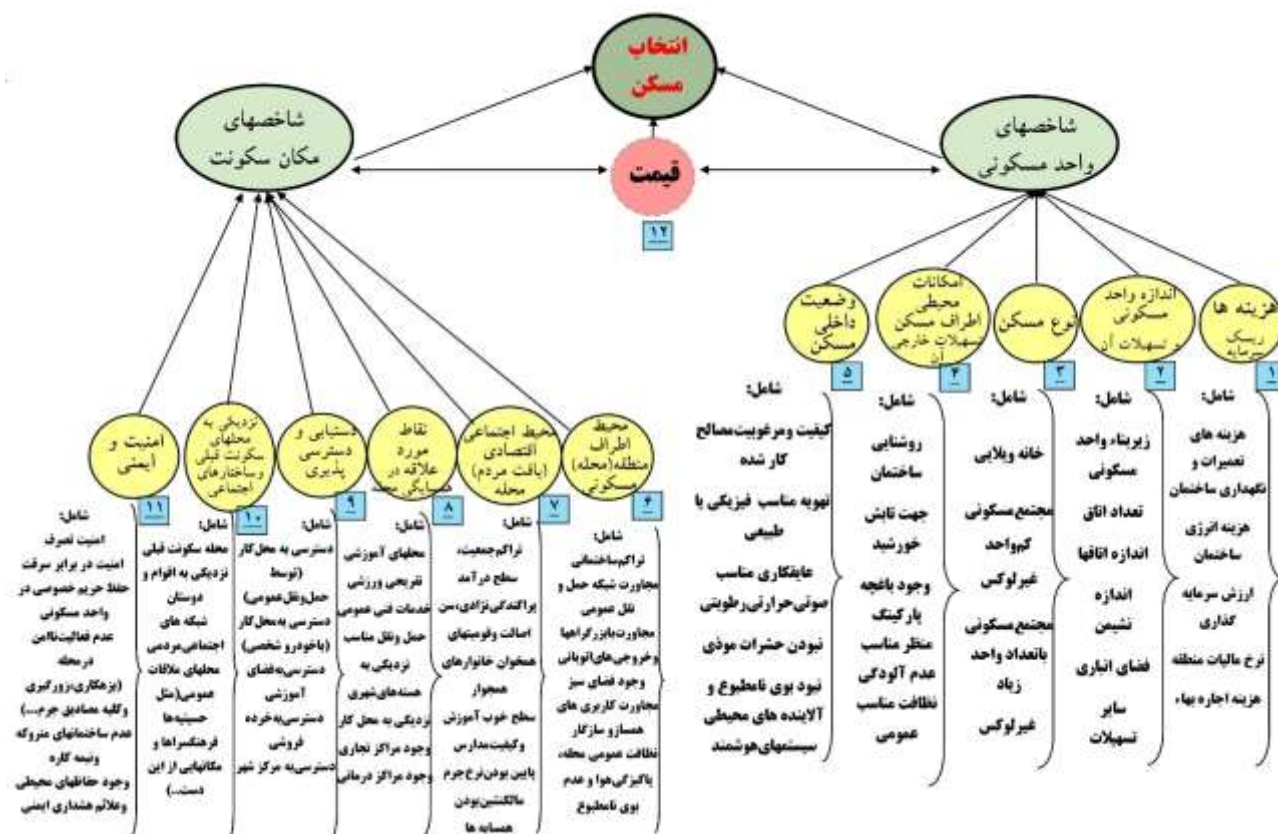 انتخاب
مسکن
شاخصهای
مکان سکونت
قیمت
۱۲
شاخصهای
واحد مسکونی
هزینه ها
ریسک
سرمایه
۱
شامل:
هزینه های
تعمیرات و
نگهداری ساختمان
هزینه انرژی
ساختمان
ارزش سرمایه
گذاری
نرخ مالیات منطقه
هزینه اجاره بهاء
اندازه واحد
مسکونی
و تسهیلات آن
۲
شامل:
زیربناء واحد
مسکونی
تعداد اتاق
اندازه اتاقها
اندازه
نشیمن
فضای انباری
سایر
تسهیلات
نوع مسکن
۳
شامل:
خانه ویلایی
مجتمع مسکونی
کم‌واحد
غیرلوکس
مجتمع مسکونی
باتعداد واحد
زیاد
غیرلوکس
امکانات
محیطی
اطراف مسکن
تسهیلات خارجی
آن
۴
شامل:
روشنایی
ساختمان
جهت تابش
خورشید
وجود باغچه
پارکینگ
منظر مناسب
عدم آلودگی
نظافت مناسب
عمومی
وضعیت
داخلی
مسکن
۵
شامل:
کیفیت ومرغوبیت مصالح
کار شده
تهویه مناسب فیزیکی یا
طبیعی
عایقکاری مناسب
صوتی‌حرارتی‌رطوبتی
نبودن حشرات موذی
نبود بوی نامطبوع و
آلاینده های محیطی
سیستمهای‌هوشمند
محیط
اطراف
منطقه(محله)
مسکونی
۶
شامل:
تراکم‌ساختمانی
مجاورت شبکه حمل و
نقل عمومی
مجاورت‌بابزرگراهها
وخروجی‌های‌اتوبانی
وجود فضای سبز
مجاورت کاربری های
همساز و سازگار
نظافت عمومی محله،
پاکیزگی‌هوا و عدم
بوی نامطبوع
محیط اجتماعی
اقتصادی
(بافت مردم)
محله
۷
شامل:
تراکم‌جمعیت،
سطح درآمد
پراکندگی‌نژادی،سن
اصالت وقومیتهای
همخوان خانوارهای
همجوار
سطح خوب آموزش
وکیفیت‌مدارس
پایین بودن‌نرخ‌جرم
مالک‌نشین‌بودن
همسایه ها
نقاط
مورد
علاقه در
همسایگی محله
۸
شامل:
محلهای آموزشی
تفریحی ورزشی
خدمات فنی عمومی
حمل ونقل مناسب
نزدیکی به
هسته‌های‌شهری
نزدیکی به محل کار
وجود مراکز تجاری
وجود مراکز درمانی
دستیابی و
دسترسی
پذیری
۹
شامل:
دسترسی به محل‌کار
(توسط
حمل‌ونقل‌عمومی)
دسترسی به‌محل‌کار
(باخودرو شخصی)
دسترسی‌به‌فضای
آموزشی
دسترسی‌به‌خرده
فروشی
دسترسی‌به مرکز شهر
نزدیکی به
محلهای
سکونت قبلی
وساختارهای
اجتماعی
۱۰
شامل:
محله سکونت قبلی
نزدیکی به اقوام و
دوستان
شبکه های
اجتماعی‌مردمی
محلهای ملاقات
عمومی(مثل
حسینیه‌ها
فرهنگسراها و
مکانهایی از این
دست..)
امنیت و
ایمنی
۱۱
شامل:
امنیت تصرف
امنیت در برابر سرقت
حفظ حریم خصوصی در
واحد مسکونی
عدم فعالیت‌ناامن
درمحله
(بزهکاری،زورگیری
وکلیه مصادیق جرم...)
عدم ساختمانهای متروکه
ونیمه کاره
وجود حفاظهای محیطی
وعلائم هشداری ایمنی